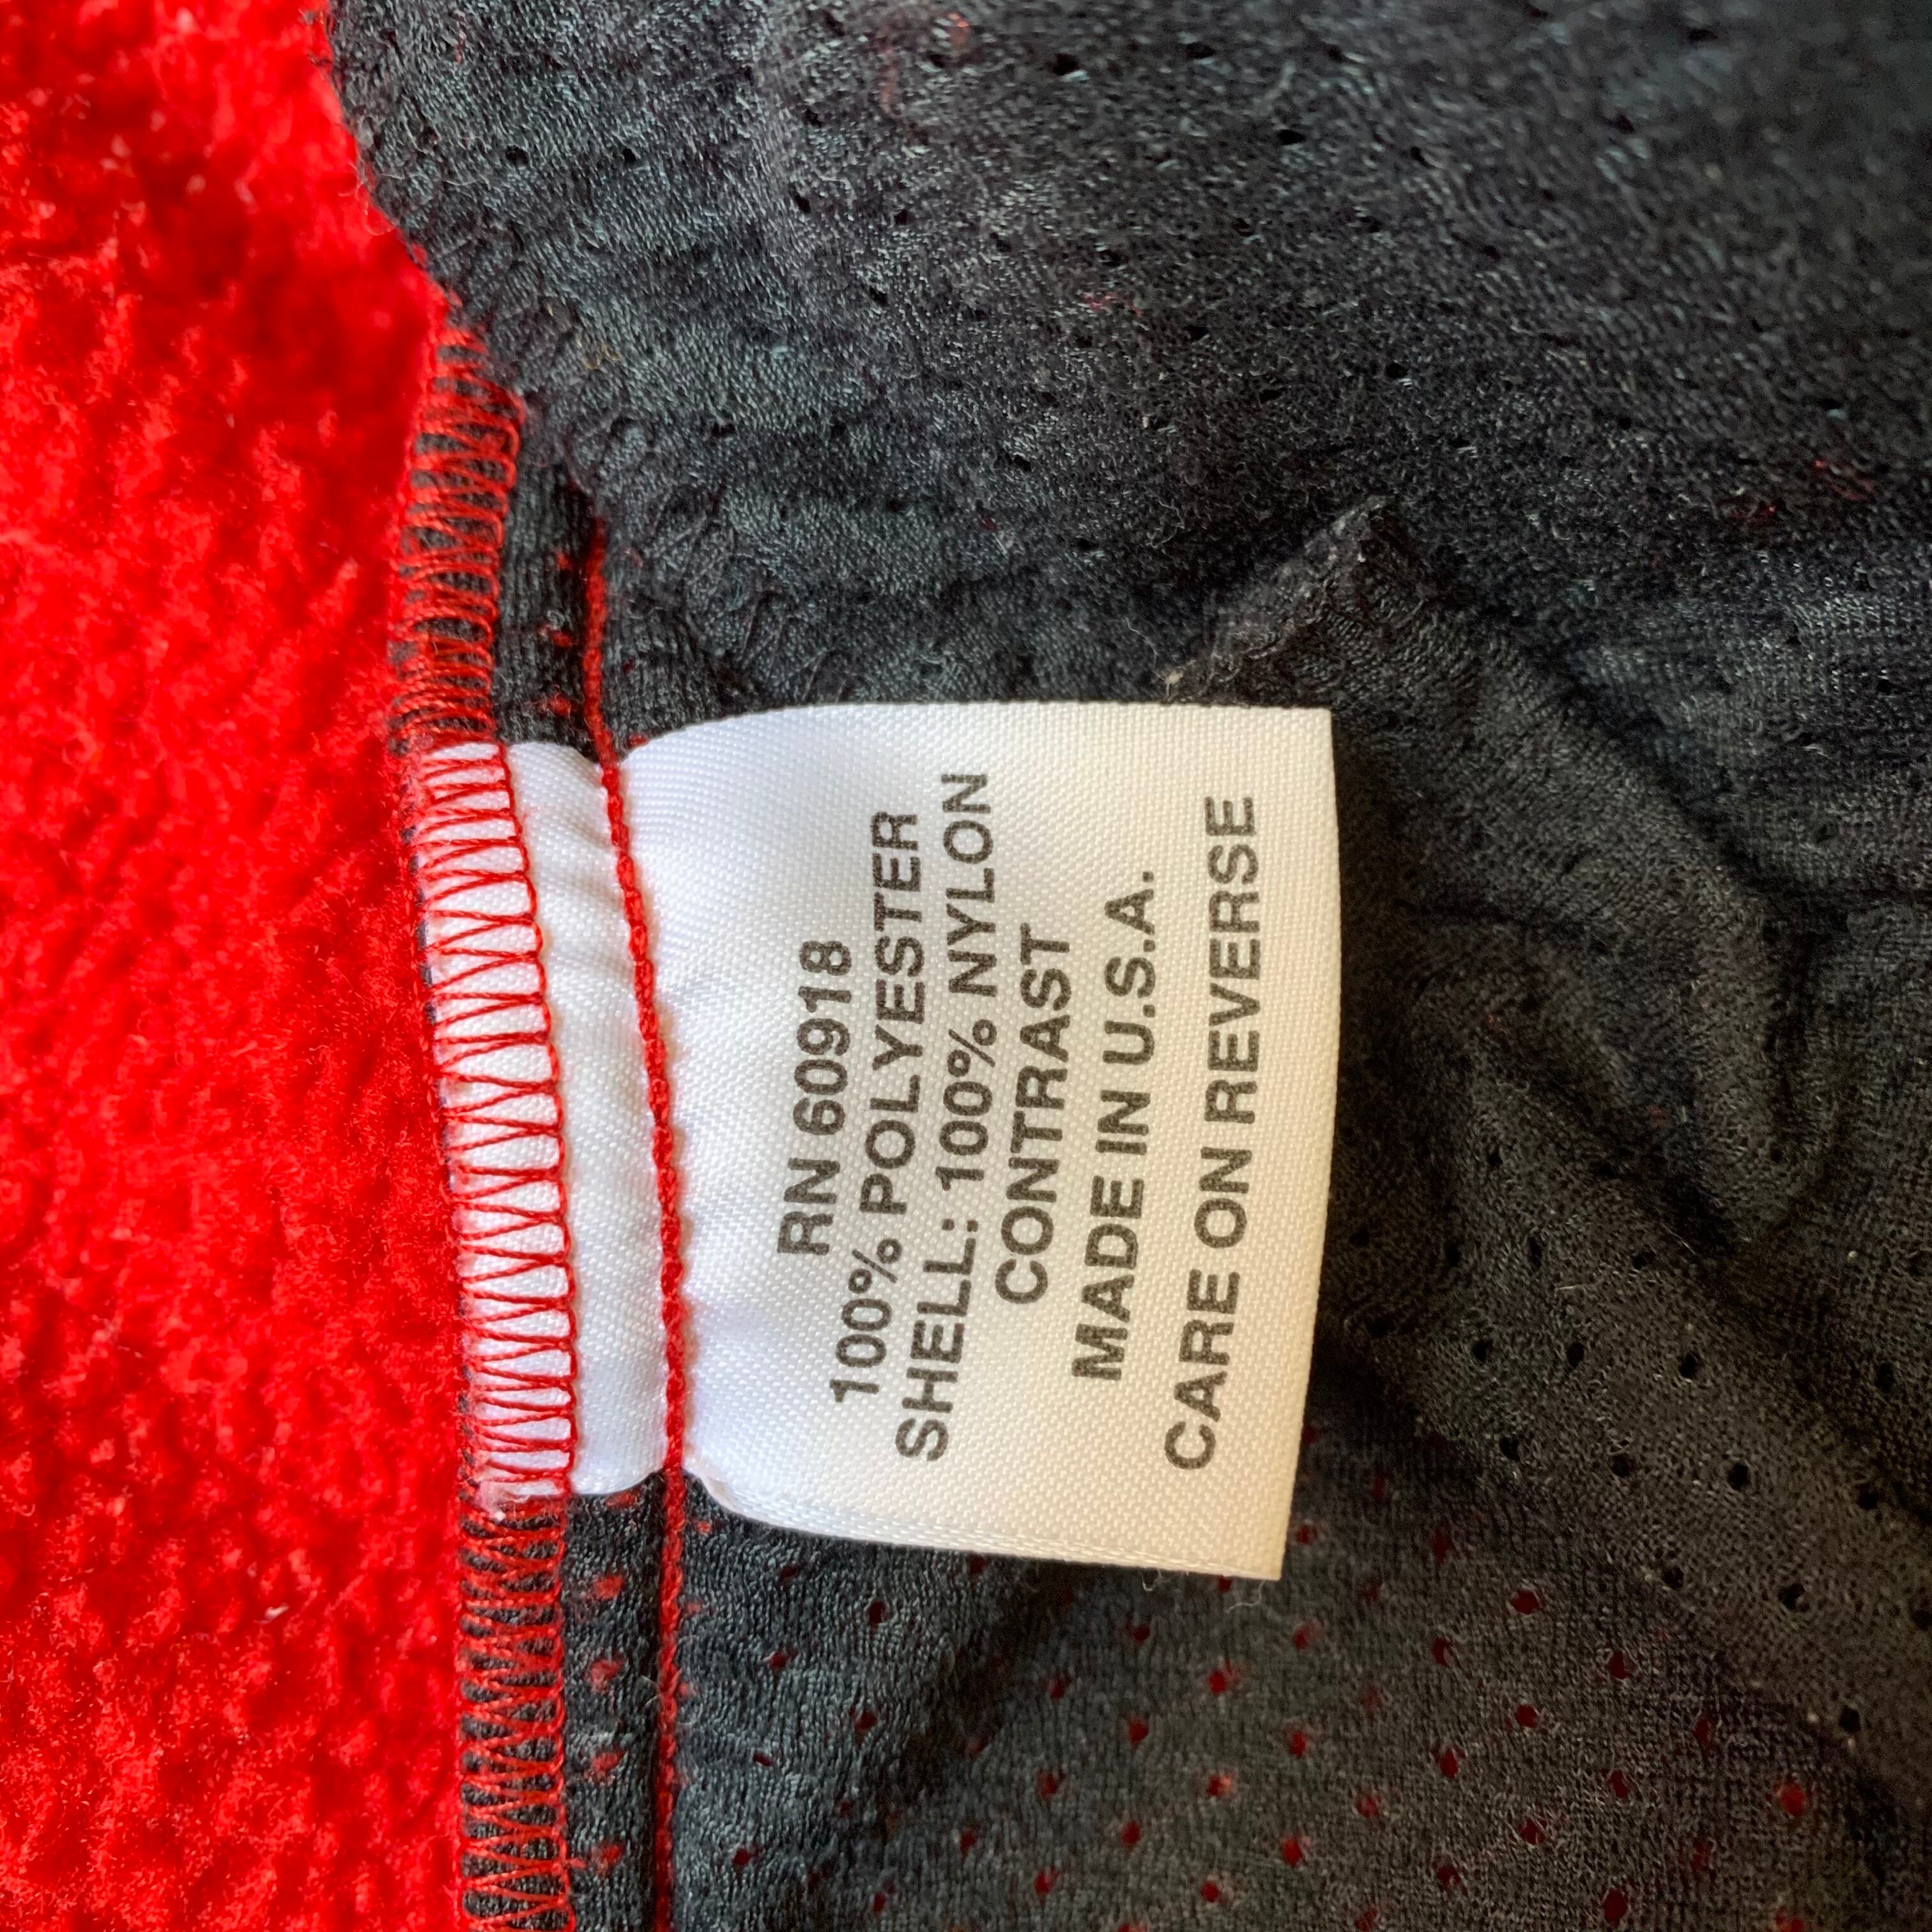 RN 60918
100% POLYESTER
SHELL: 100% NYLON
CONTRAST
MADE IN U.S.A.
CARE ON REVERSE